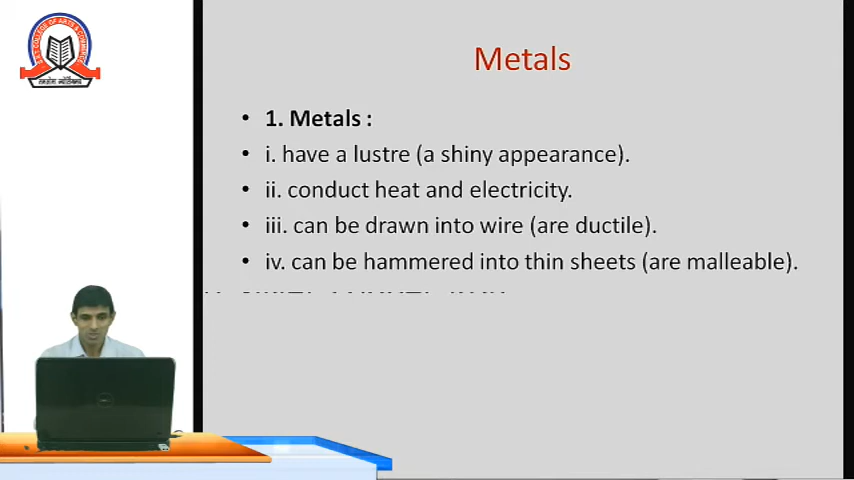 Metals
• 1. Metals :
• i. have a lustre (a shiny appearance).
• ii. conduct heat and electricity.
• iii. can be drawn into wire (are ductile).
• iv. can be hammered into thin sheets (are malleable).